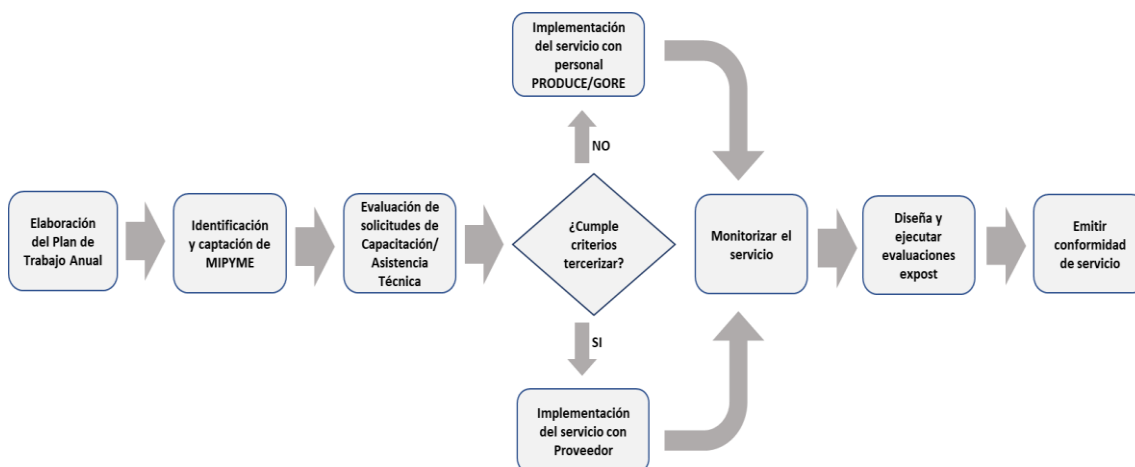 Implementación
del servicio con
personal
PRODUCE/GORE
NO
Elaboración
del Plan de
Trabajo Anual
Identificación
y captación de
MIPYME
Evaluación de
solicitudes de
Capacitación/
Asistencia
Técnica
¿Cumple
criterios
tercerizar?
Monitorizar el
servicio
Diseña y
ejecutar
evaluaciones
expost
Emitir
conformidad
de servicio
SI
Implementación
del servicio con
Proveedor